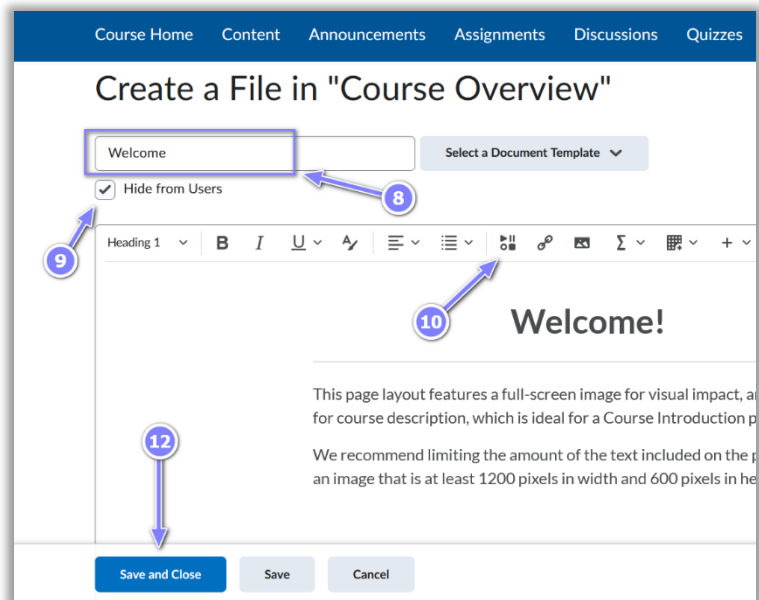 Course Home Content Announcements Assignments Discussions Quizzes
Create a File in "Course Overview"
Welcome Select a Document Template
8
Hide from Users
9
Heading 1 B I U A Σ +
10
Welcome!
This page layout features a full-screen image for visual impact,
for course description, which is ideal for a Course Introduction
12
We recommend limiting the amount of the text included on the
an image that is at least 1200 pixels in width and 600 pixels in
Save and Close Save Cancel